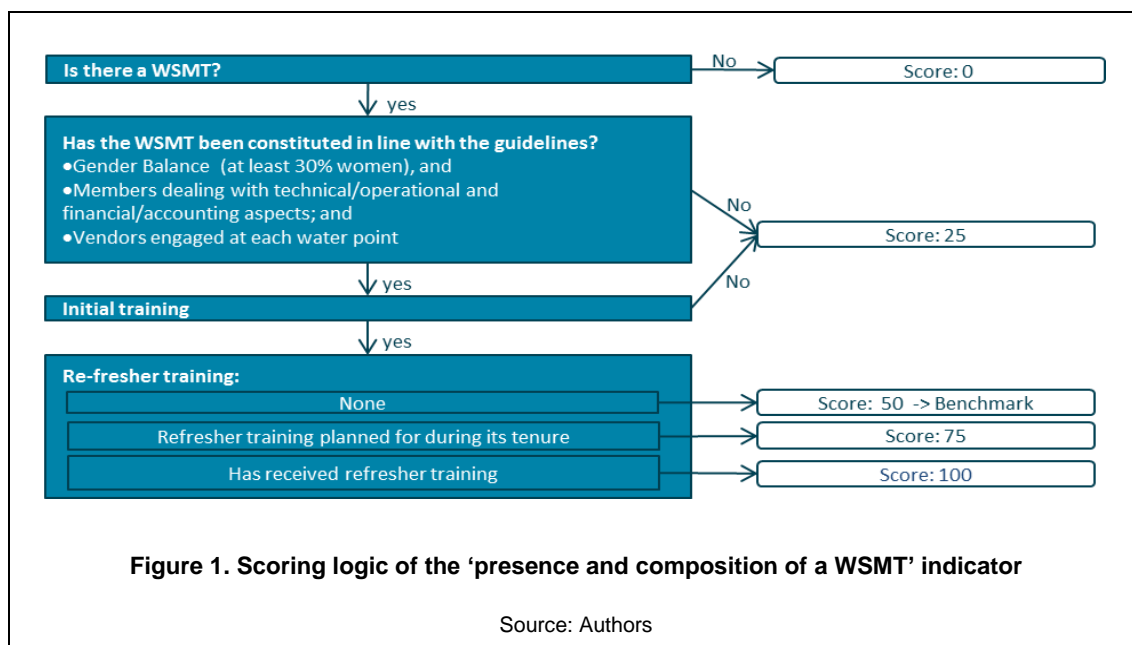 Is there a WSMT?
No
Score: 0
yes
Has the WSMT been constituted in line with the guidelines?
•Gender Balance (at least 30% women), and
•Members dealing with technical/operational and
financial/accounting aspects; and
•Vendors engaged at each water point
No
Score: 25
yes
No
Initial training
yes
Re-fresher training:
None
Score: 50 -> Benchmark
Refresher training planned for during its tenure
Score: 75
Has received refresher training
Score: 100
Figure 1. Scoring logic of the ‘presence and composition of a WSMT’ indicator
Source: Authors